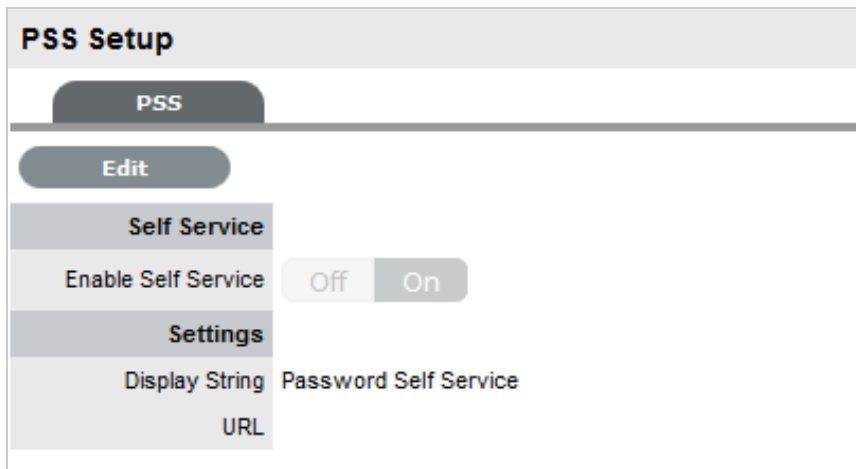 PSS Setup
PSS
Edit
Self Service
Enable Self Service Off On
Settings
Display String Password Self Service
URL